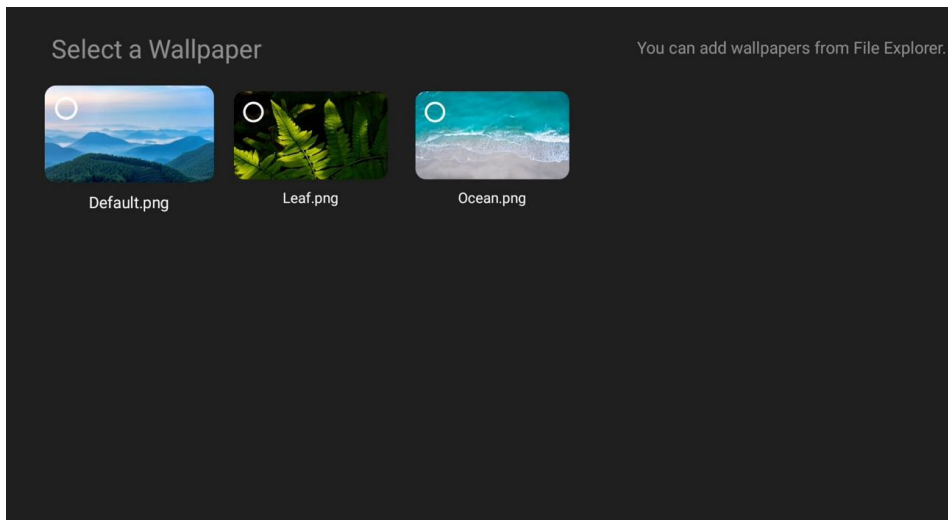 Select a Wallpaper
You can add wallpapers from File Explorer.
Default.png
Leaf.png
Ocean.png